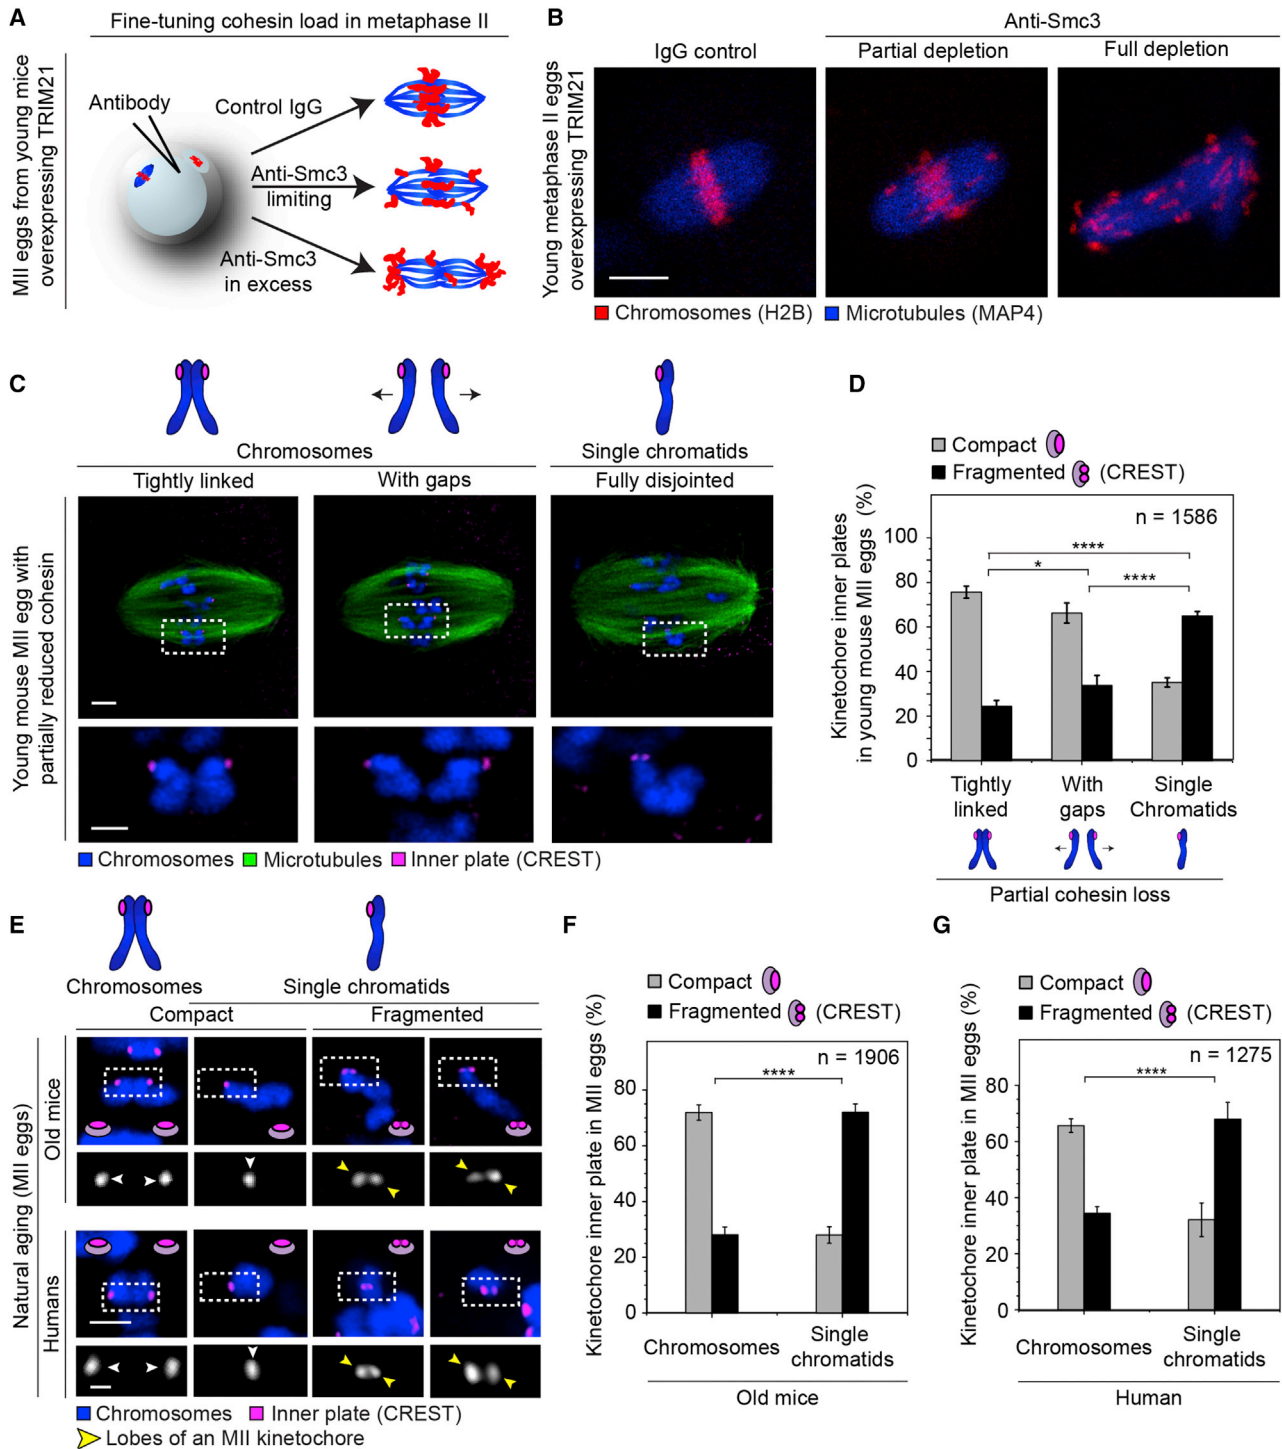 A
Fine-tuning cohesin load in metaphase II
MII eggs from young mice
overexpressing TRIM21
Antibody
Control IgG
Anti-Smc3
limiting
Anti-Smc3
in excess
B
Anti-Smc3
IgG control
Partial depletion
Full depletion
Young metaphase II eggs
overexpressing TRIM21
Chromosomes (H2B)
Microtubules (MAP4)
C
Chromosomes
Single chromatids
Tightly linked
With gaps
Fully disjointed
Young mouse MII egg with
partially reduced cohesin
Chromosomes
Microtubules
Inner plate (CREST)
D
Compact
Fragmented
(CREST)
n = 1586
Kinetochore inner plates
in young mouse MII eggs (%)
100
80
60
40
20
0
****
*
****
Tightly
linked
With
gaps
Single
Chromatids
Partial cohesin loss
E
Chromosomes
Single chromatids
Compact
Fragmented
Natural aging (MII eggs)
Old mice
Humans
Chromosomes
Inner plate (CREST)
Lobes of an MII kinetochore
F
Compact
Fragmented
(CREST)
n = 1906
****
Kinetochore inner plate in MII eggs (%)
80
60
40
20
0
Chromosomes
Single
chromatids
Old mice
G
Compact
Fragmented
(CREST)
n = 1275
****
Kinetochore inner plate in MII eggs (%)
80
60
40
20
0
Chromosomes
Single
chromatids
Human